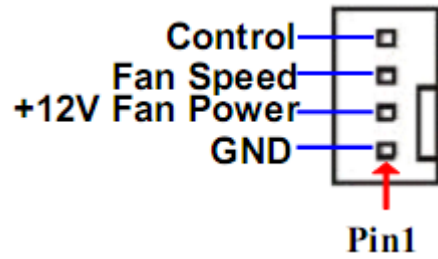 Control
Fan Speed
+12V Fan Power
GND
Pin1